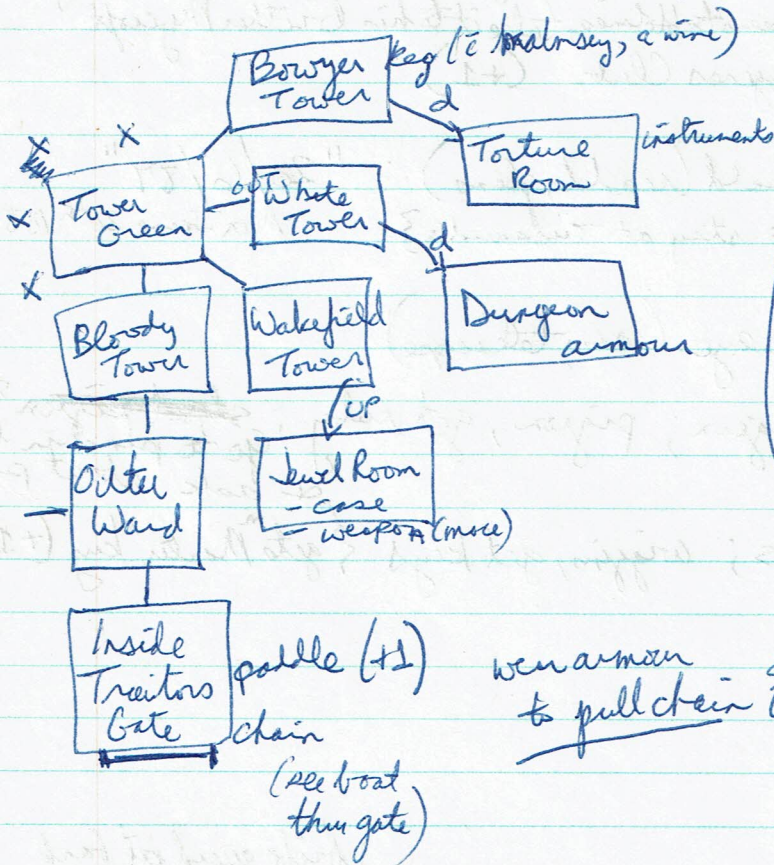 Bowyer
Tower
keg (c̄ malmsey, a wine)
d
Torture
Room
instruments
Tower
Green
White
Tower
d
Dungeon
armour
X
X
X
X
Bloody
Tower
Wakefield
Tower
UP
Outer
Ward
Jewel Room
- case
- weapon (mace)
Inside
Traitors
Gate
paddle (+1)
chain
(see boat
thru gate)
wear armour
to pull chain